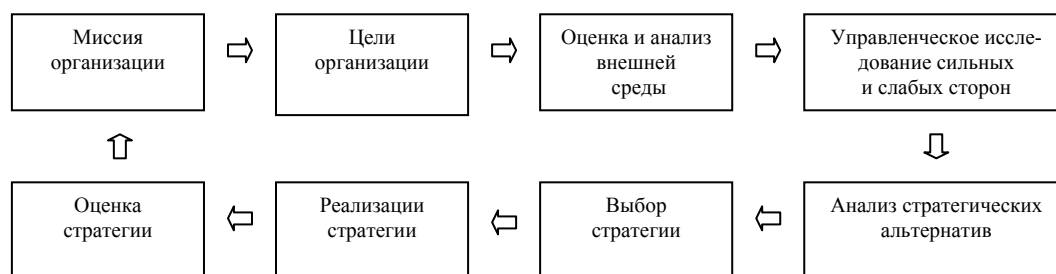 Миссия
организации
Цели
организации
Оценка и анализ
внешней
среды
Управленческое иссле-
дование сильных
и слабых сторон
Оценка
стратегии
Реализации
стратегии
Выбор
стратегии
Анализ стратегических
альтернатив